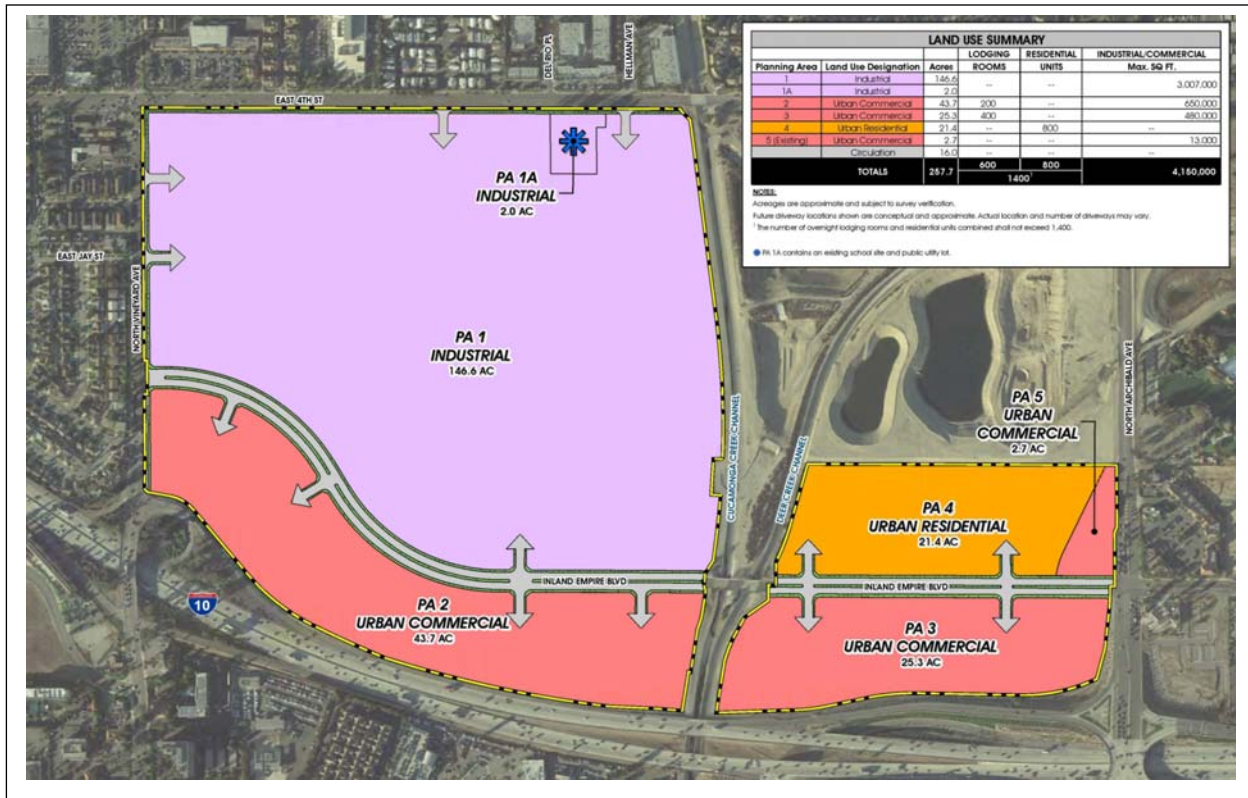 EAST 4TH ST
DEL RIO PL
HELLMAN AVE
EAST JAY ST
NORTH VINEYARD AVE
PA 1A
INDUSTRIAL
2.0 AC
PA 1
INDUSTRIAL
146.6 AC
CUCAMONGA CREEK CHANNEL
DEER CREEK CHANNEL
NORTH ARCHIBALD AVE
PA 5
URBAN
COMMERCIAL
2.7 AC
PA 4
URBAN RESIDENTIAL
21.4 AC
INLAND EMPIRE BLVD
INLAND EMPIRE BLVD
PA 2
URBAN COMMERCIAL
43.7 AC
PA 3
URBAN COMMERCIAL
25.3 AC
10
LAND USE SUMMARY
LODGING RESIDENTIAL INDUSTRIAL/COMMERCIAL
Planning Area Land Use Designation Acres ROOMS UNITS Max. SQ FT.
1 Industrial 146.6 -- -- 3,007,000
1A Industrial 2.0
2 Urban Commercial 43.7 200 -- 650,000
3 Urban Commercial 25.3 400 -- 480,000
4 Urban Residential 21.4 -- 800 --
5 (Existing) Urban Commercial 2.7 -- -- 13,000
Circulation 16.0 -- -- --
TOTALS 257.7 600 800 4,150,000
1400¹
NOTES:
Acreages are approximate and subject to survey verification.
Future driveway locations shown are conceptual and approximate. Actual location and number of driveways may vary.
¹ The number of overnight lodging rooms and residential units combined shall not exceed 1,400.
PA 1A contains an existing school site and public utility lot.